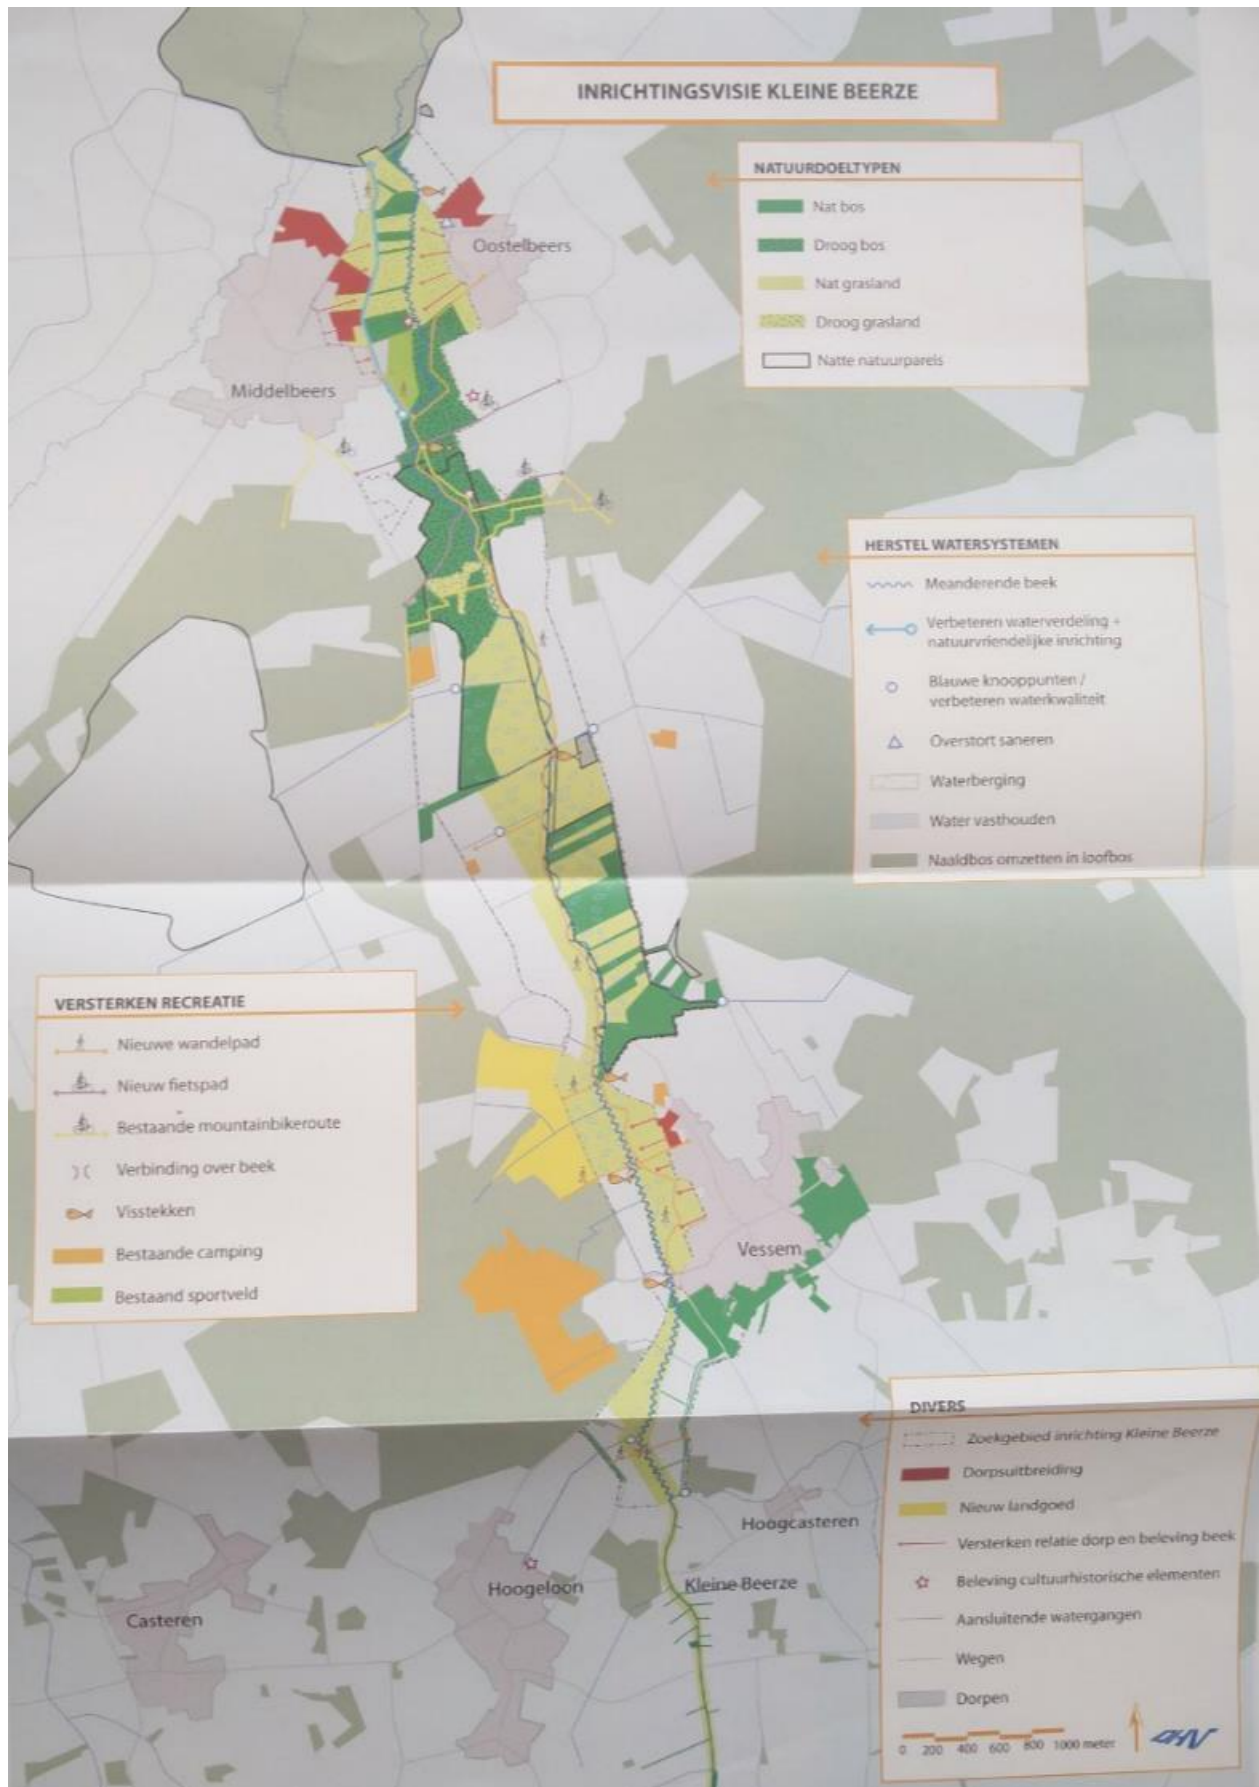 INRICHTINGSVISIE KLEINE BEERZE
NATUURDOELTYPEN
Nat bos
Droog bos
Nat grasland
Droog grasland
Natte natuurparels
Oostelbeers
Middelbeers
HERSTEL WATERSYSTEMEN
Meanderende beek
Verbeteren waterverdeling +
natuurvriendelijke inrichting
Blauwe knooppunten /
verbeteren waterkwaliteit
Overstort saneren
Waterberging
Water vasthouden
Naaldbos omzetten in loofbos
VERSTERKEN RECREATIE
Nieuwe wandelpad
Nieuw fietspad
Bestaande mountainbikeroute
Verbinding over beek
Visstekken
Bestaande camping
Bestaand sportveld
Vessem
DIVERS
Zoekgebied inrichting Kleine Beerze
Dorpsuitbreiding
Nieuw landgoed
Versterken relatie dorp en beleving beek
Beleving cultuurhistorische elementen
Aansluitende watergangen
Wegen
Dorpen
0 200 400 600 800 1000 meter
DHV
Hoogcasteren
Hoogeloon
Kleine Beerze
Casteren